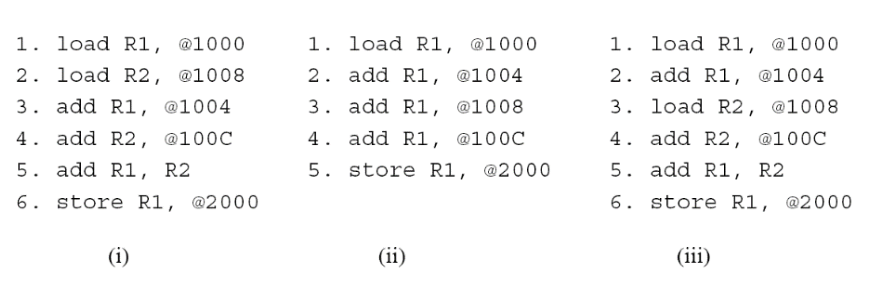 1. load R1, @1000
2. load R2, @1008
3. add R1, @1004
4. add R2, @100C
5. add R1, R2
6. store R1, @2000
(i)
1. load R1, @1000
2. add R1, @1004
3. add R1, @1008
4. add R1, @100C
5. store R1, @2000
(ii)
1. load R1, @1000
2. add R1, @1004
3. load R2, @1008
4. add R2, @100C
5. add R1, R2
6. store R1, @2000
(iii)